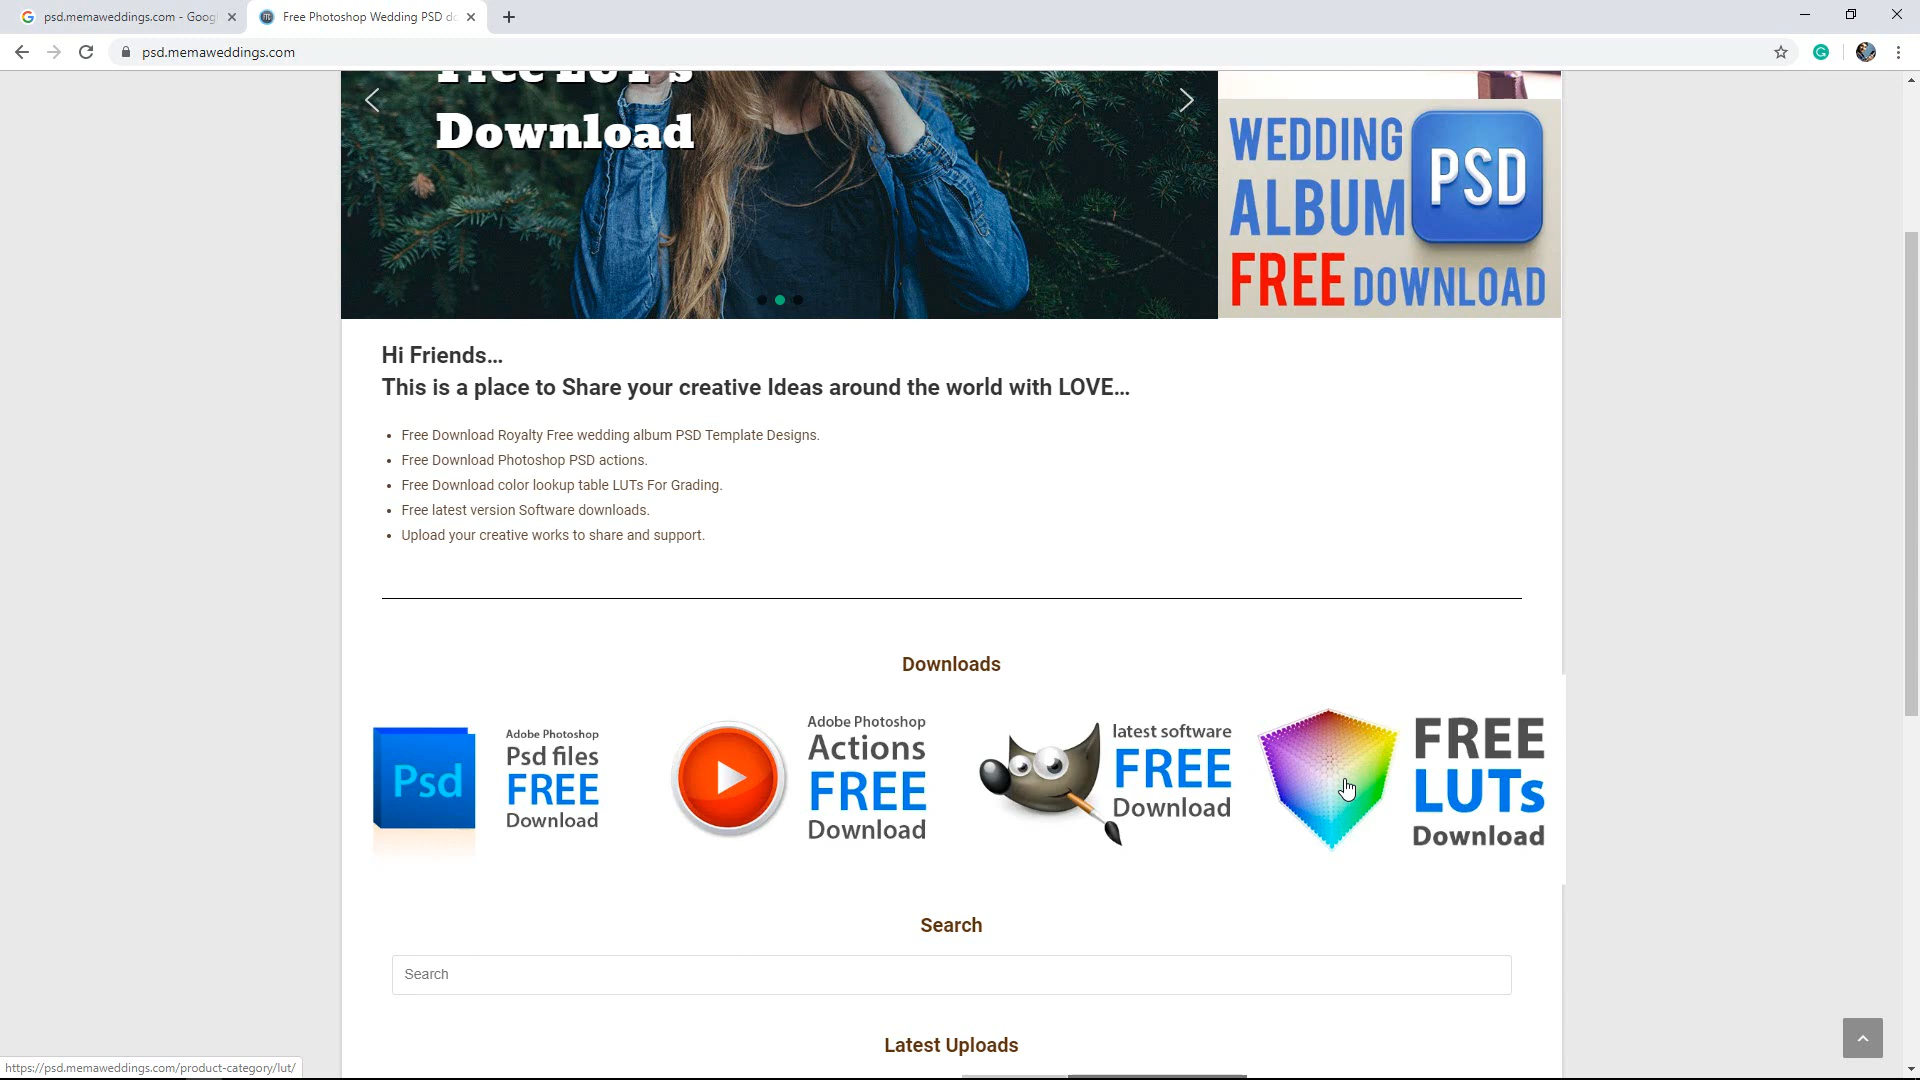 psd.memaweddings.com - Goog
Free Photoshop Wedding PSD do
psd.memaweddings.com
Free LUT's
Download
WEDDING
ALBUM
PSD
FREE DOWNLOAD
Hi Friends...
This is a place to Share your creative Ideas around the world with LOVE...
• Free Download Royalty Free wedding album PSD Template Designs.
• Free Download Photoshop PSD actions.
• Free Download color lookup table LUTs For Grading.
• Free latest version Software downloads.
• Upload your creative works to share and support.
Downloads
Psd
Adobe Photoshop
Psd files
FREE
Download
Adobe Photoshop
Actions
FREE
Download
latest software
FREE
Download
FREE
LUTs
Download
Search
Search
Latest Uploads
https://psd.memaweddings.com/product-category/lut/